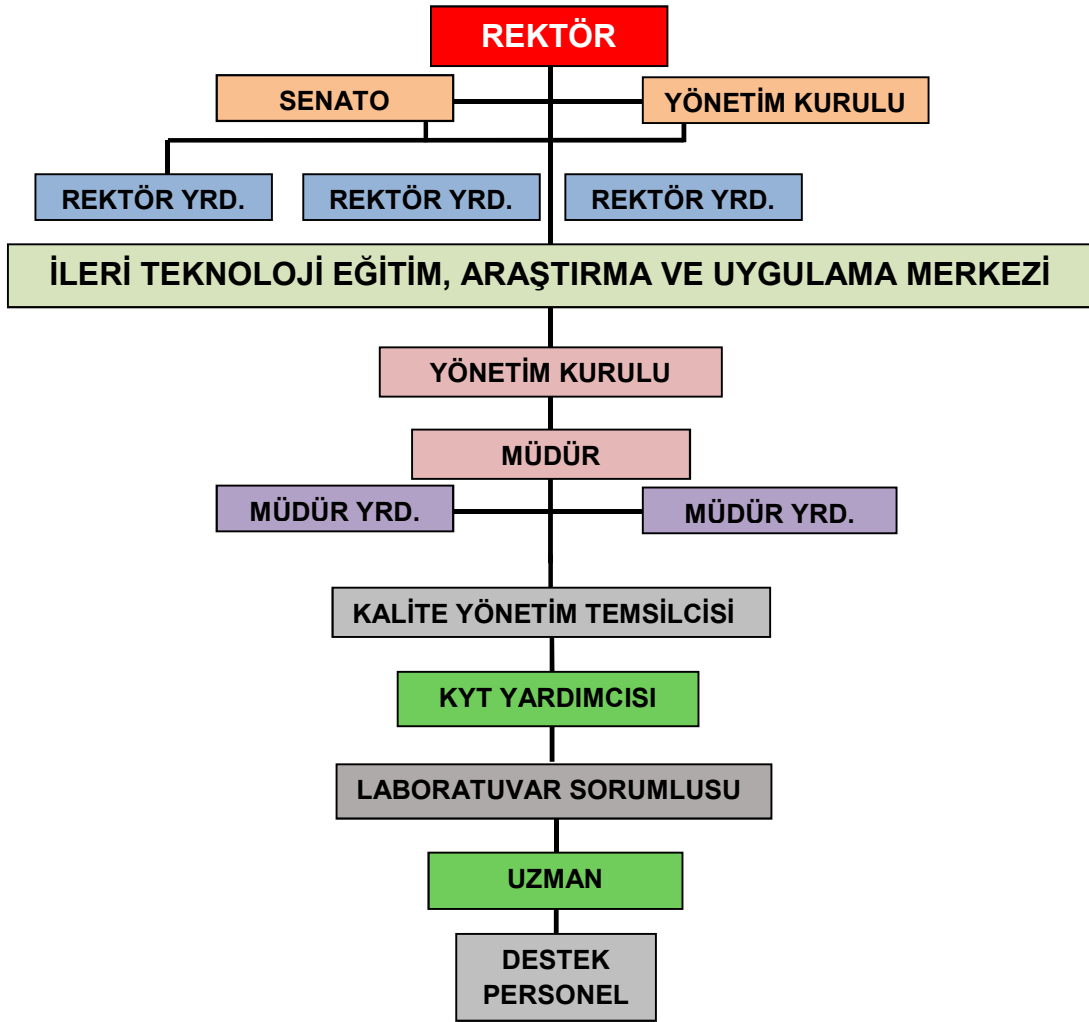 REKTÖR
SENATO
YÖNETİM KURULU
REKTÖR YRD.
REKTÖR YRD.
REKTÖR YRD.
İLERİ TEKNOLOJİ EĞİTİM, ARAŞTIRMA VE UYGULAMA MERKEZİ
YÖNETİM KURULU
MÜDÜR
MÜDÜR YRD.
MÜDÜR YRD.
KALİTE YÖNETİM TEMSİLCİSİ
KYT YARDIMCISI
LABORATUVAR SORUMLUSU
UZMAN
DESTEK
PERSONEL